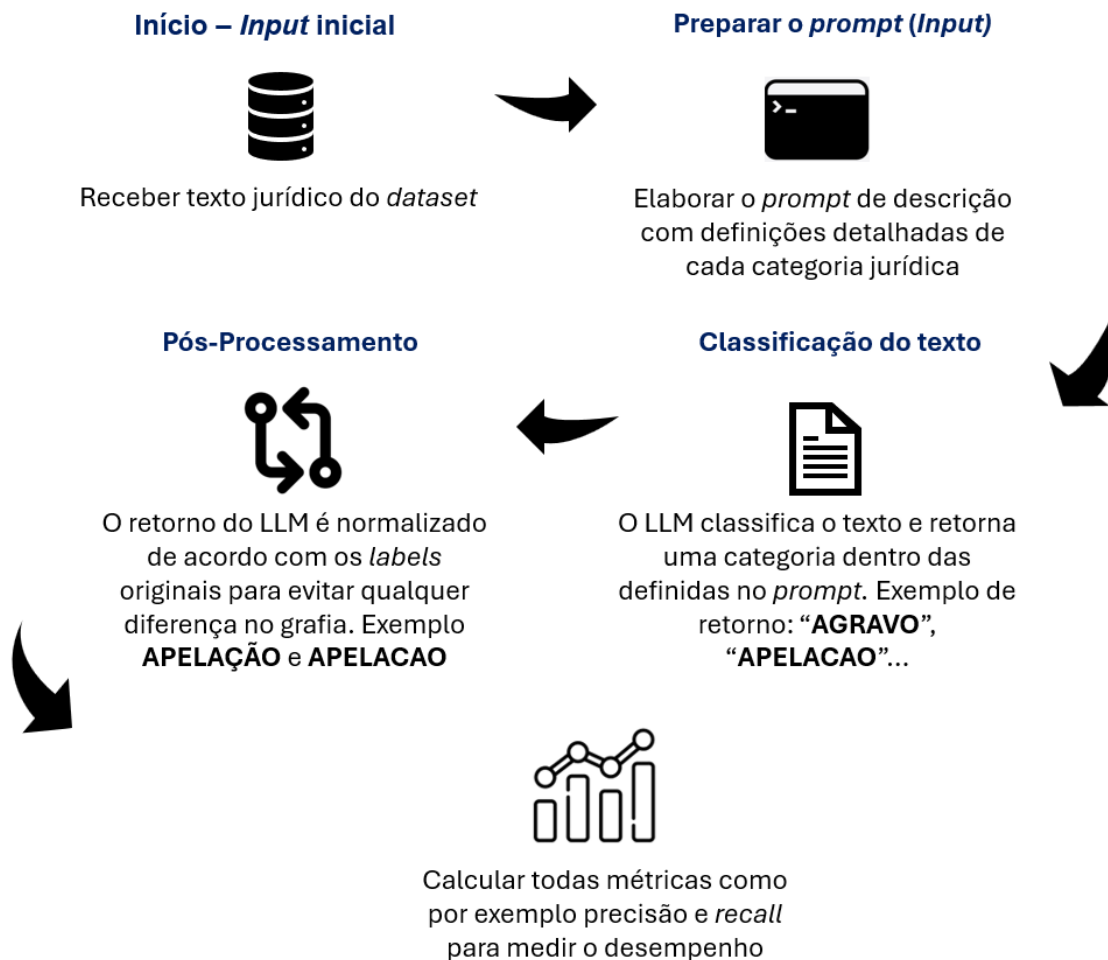 Início – Input inicial
Receber texto jurídico do dataset
Preparar o prompt (Input)
>_
Elaborar o prompt de descrição
com definições detalhadas de
cada categoria jurídica
Classificação do texto
O LLM classifica o texto e retorna
uma categoria dentro das
definidas no prompt. Exemplo de
retorno: “AGRAVO”,
“APELACAO”...
Pós-Processamento
O retorno do LLM é normalizado
de acordo com os labels
originais para evitar qualquer
diferença no grafia. Exemplo
APELAÇÃO e APELACAO
Calcular todas métricas como
por exemplo precisão e recall
para medir o desempenho